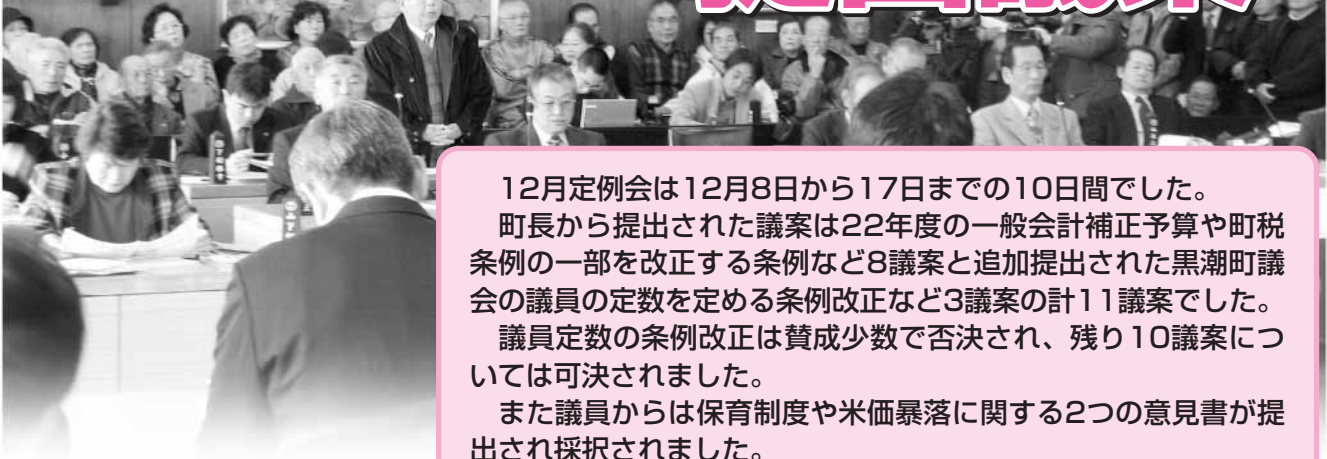 12月定例会は12月8日から17日までの10日間でした。
町長から提出された議案は22年度の一般会計補正予算や町税
条例の一部を改正する条例など8議案と追加提出された黒潮町議
会の議員の定数を定める条例改正など3議案の計11議案でした。
議員定数の条例改正は賛成少数で否決され、残り10議案につ
いては可決されました。
また議員からは保育制度や米価暴落に関する2つの意見書が提
出され採択されました。